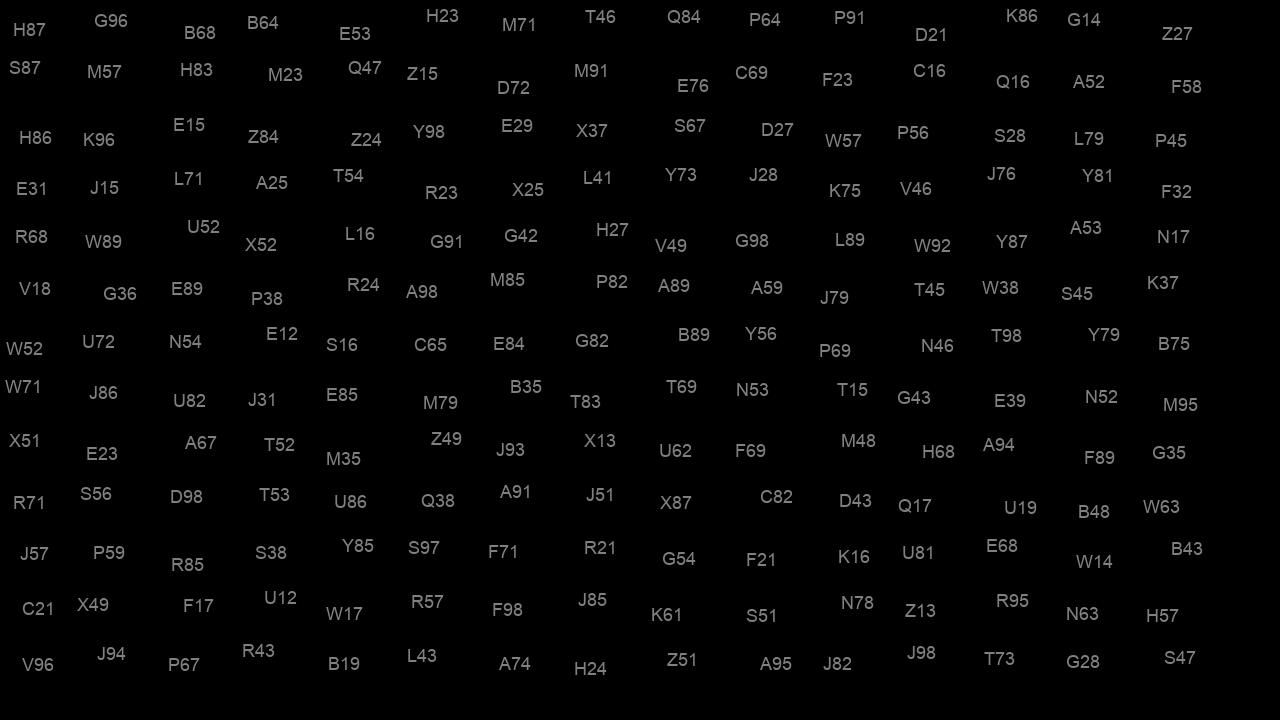 H87 G96 B68 B64 E53 H23 M71 T46 Q84 P64 P91 D21 K86 G14 Z27
S87 M57 H83 M23 Q47 Z15 D72 M91 E76 C69 F23 C16 Q16 A52 F58
H86 K96 E15 Z84 Z24 Y98 E29 X37 S67 D27 W57 P56 S28 L79 P45
E31 J15 L71 A25 T54 R23 X25 L41 Y73 J28 K75 V46 J76 Y81 F32
R68 W89 U52 X52 L16 G91 G42 H27 V49 G98 L89 W92 Y87 A53 N17
V18 G36 E89 P38 R24 A98 M85 P82 A89 A59 J79 T45 W38 S45 K37
W52 U72 N54 E12 S16 C65 E84 G82 B89 Y56 P69 N46 T98 Y79 B75
W71 J86 U82 J31 E85 M79 B35 T83 T69 N53 T15 G43 E39 N52 M95
X51 E23 A67 T52 M35 Z49 J93 X13 U62 F69 M48 H68 A94 F89 G35
R71 S56 D98 T53 U86 Q38 A91 J51 X87 C82 D43 Q17 U19 B48 W63
J57 P59 R85 S38 Y85 S97 F71 R21 G54 F21 K16 U81 E68 W14 B43
C21 X49 F17 U12 W17 R57 F98 J85 K61 S51 N78 Z13 R95 N63 H57
V96 J94 P67 R43 B19 L43 A74 H24 Z51 A95 J82 J98 T73 G28 S47